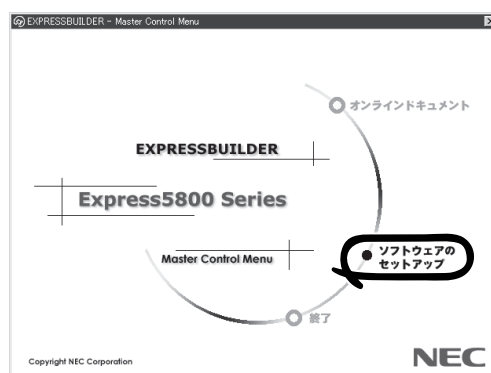 EXPRESSBUILDER - Master Control Menu
オンラインドキュメント
EXPRESSBUILDER
Express5800 Series
ソフトウェアの
セットアップ
Master Control Menu
終了
Copyright NEC Corporation
NEC